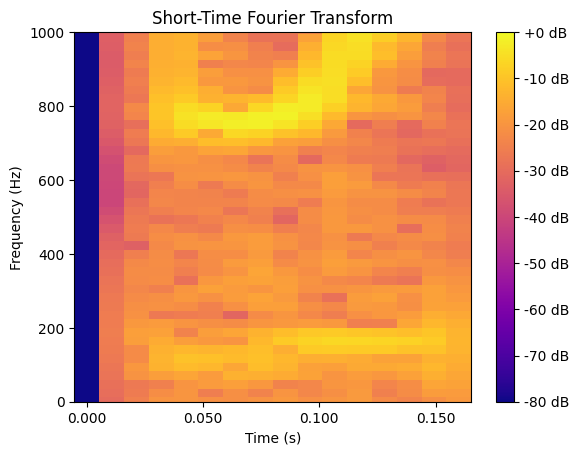 Short-Time Fourier Transform
1000
800
600
400
200
0
Frequency (Hz)
0.000
0.050
0.100
0.150
Time (s)
+0 dB
-10 dB
-20 dB
-30 dB
-40 dB
-50 dB
-60 dB
-70 dB
-80 dB